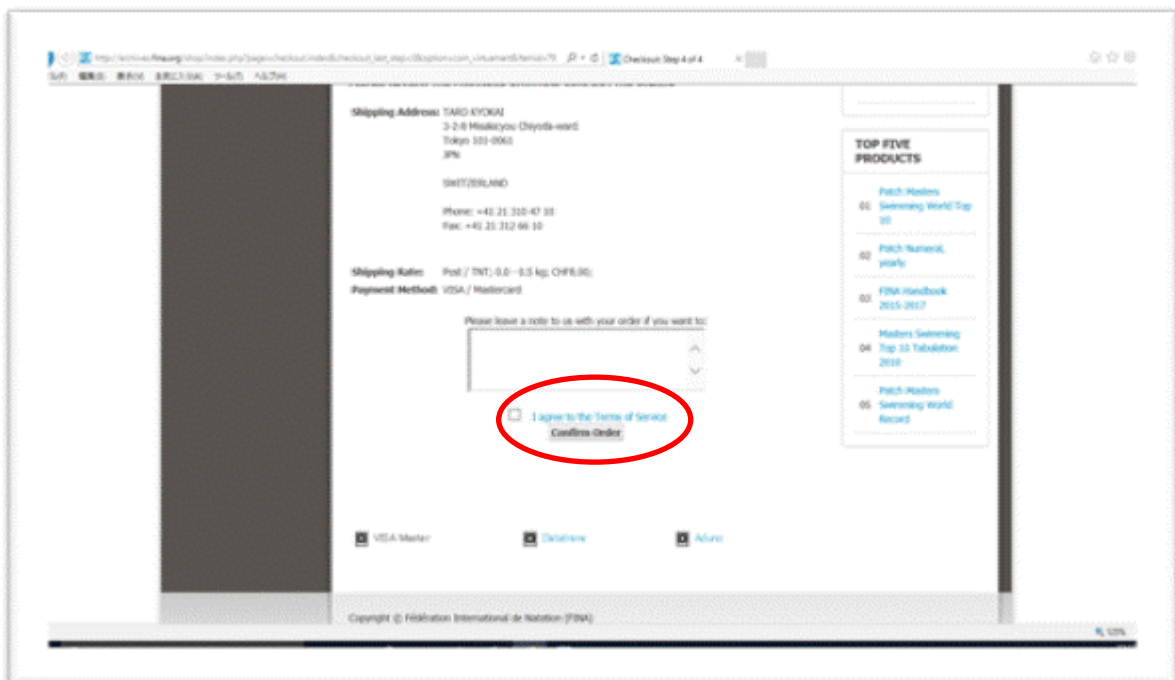 Checkout: Step 4 of 4
Shipping Address: TARO KYOKAI
3-2-8 Misakicyou Chiyoda-ward
Tokyo 101-0061
JPN
SWITZERLAND
Phone: +41 21 310 47 10
Fax: +41 21 312 66 10
Shipping Rate: Post / TNT; 0.0 - 0.5 kg; CHF8.00;
Payment Method: VISA / Mastercard
Please leave a note to us with your order if you want to:
I agree to the Terms of Service
Confirm Order
TOP FIVE
PRODUCTS
01 Patch Masters
Swimming World Top
10
02 Patch Numeral,
yearly
03 FINA Handbook
2015-2017
04 Masters Swimming
Top 10 Tabulation
2010
05 Patch Masters
Swimming World
Record
VISA Master
Datatrans
Aduno
Copyright © Fédération International de Natation (FINA)
125%